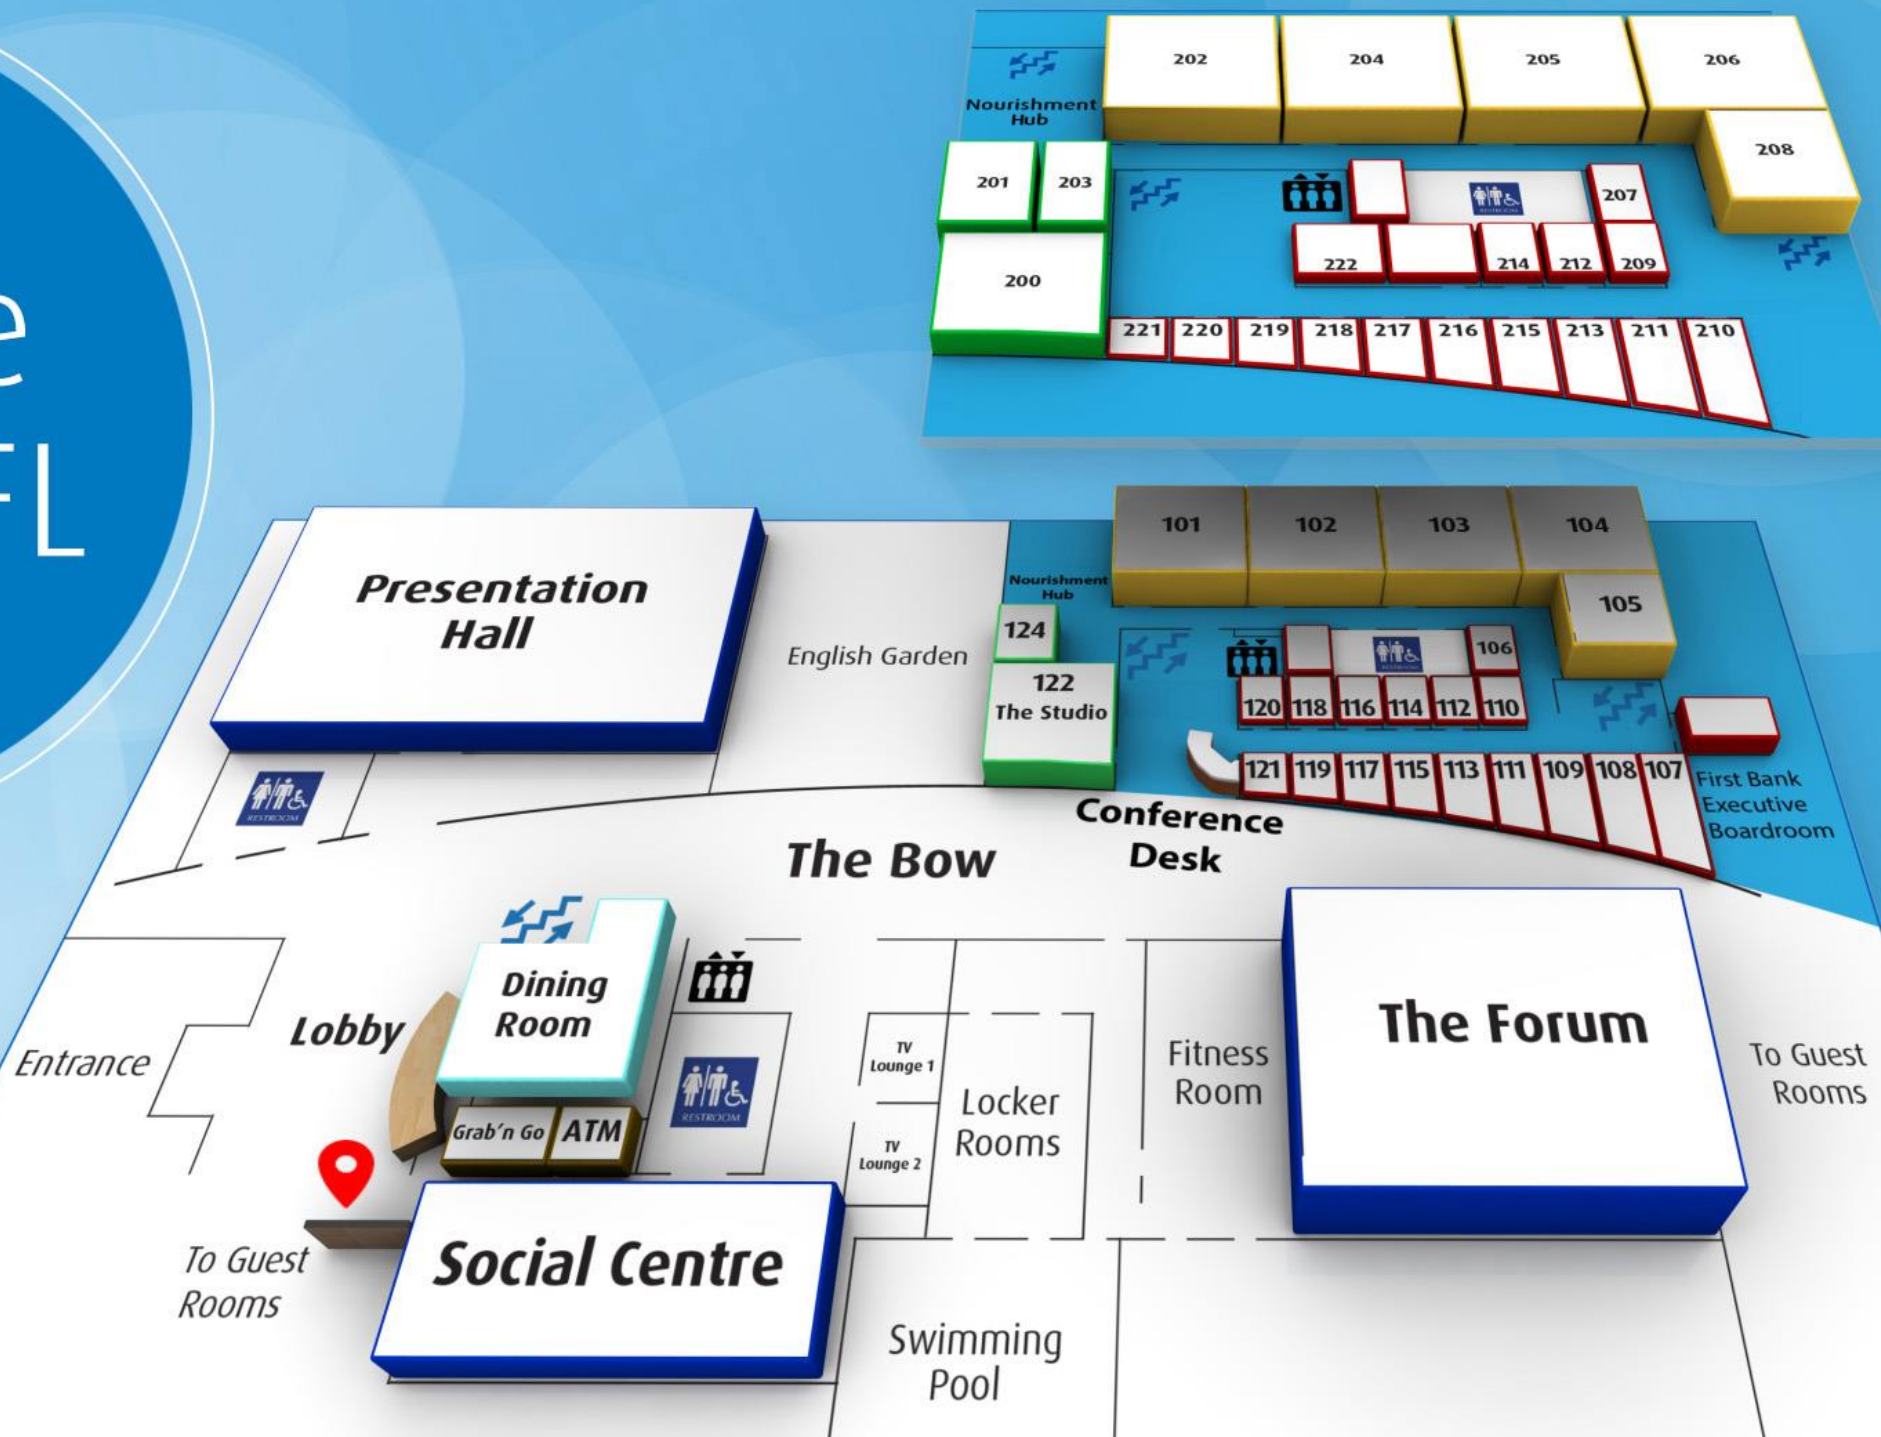 202
204
205
206
Nourishment
Hub
208
201
203
RESTROOM
207
200
222
214
212
209
221
220
219
218
217
216
215
213
211
210
e
FL
101
102
103
104
Presentation
Hall
Nourishment
Hub
105
English Garden
124
RESTROOM
106
122
The Studio
120
118
116
114
112
110
121
119
117
115
113
111
109
108
107
First Bank
Executive
Boardroom
RESTROOM
Conference
Desk
The Bow
Dining
Room
Lobby
Entrance
TV
Lounge 1
Fitness
Room
The Forum
To Guest
Rooms
RESTROOM
Locker
Rooms
Grab'n Go
ATM
TV
Lounge 2
To Guest
Rooms
Social Centre
Swimming
Pool